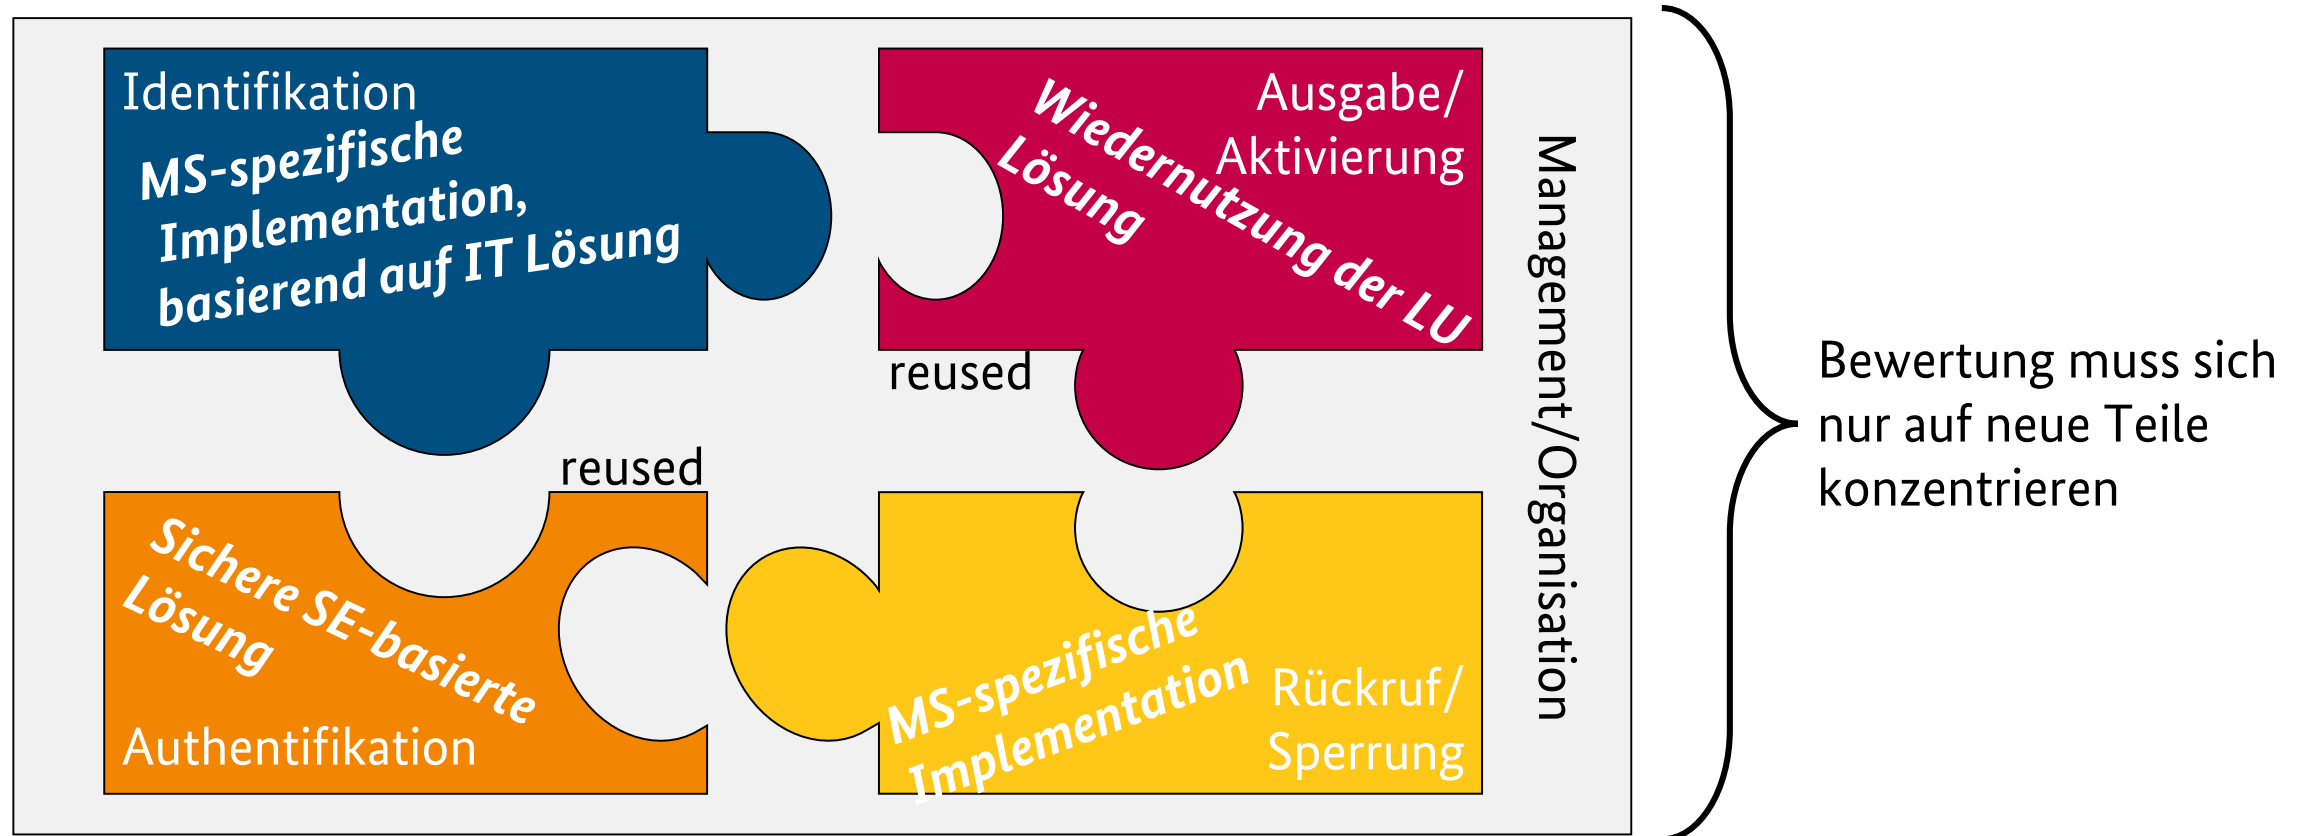 Identifikation
MS-spezifische
Implementation,
basierend auf IT Lösung
Ausgabe/
Aktivierung
Wiedernutzung der LU
Lösung
reused
reused
Sichere SE-basierte
Lösung
Authentifikation
MS-spezifische
Implementation
Rückruf/
Sperrung
Management/Organisation
Bewertung muss sich
nur auf neue Teile
konzentrieren